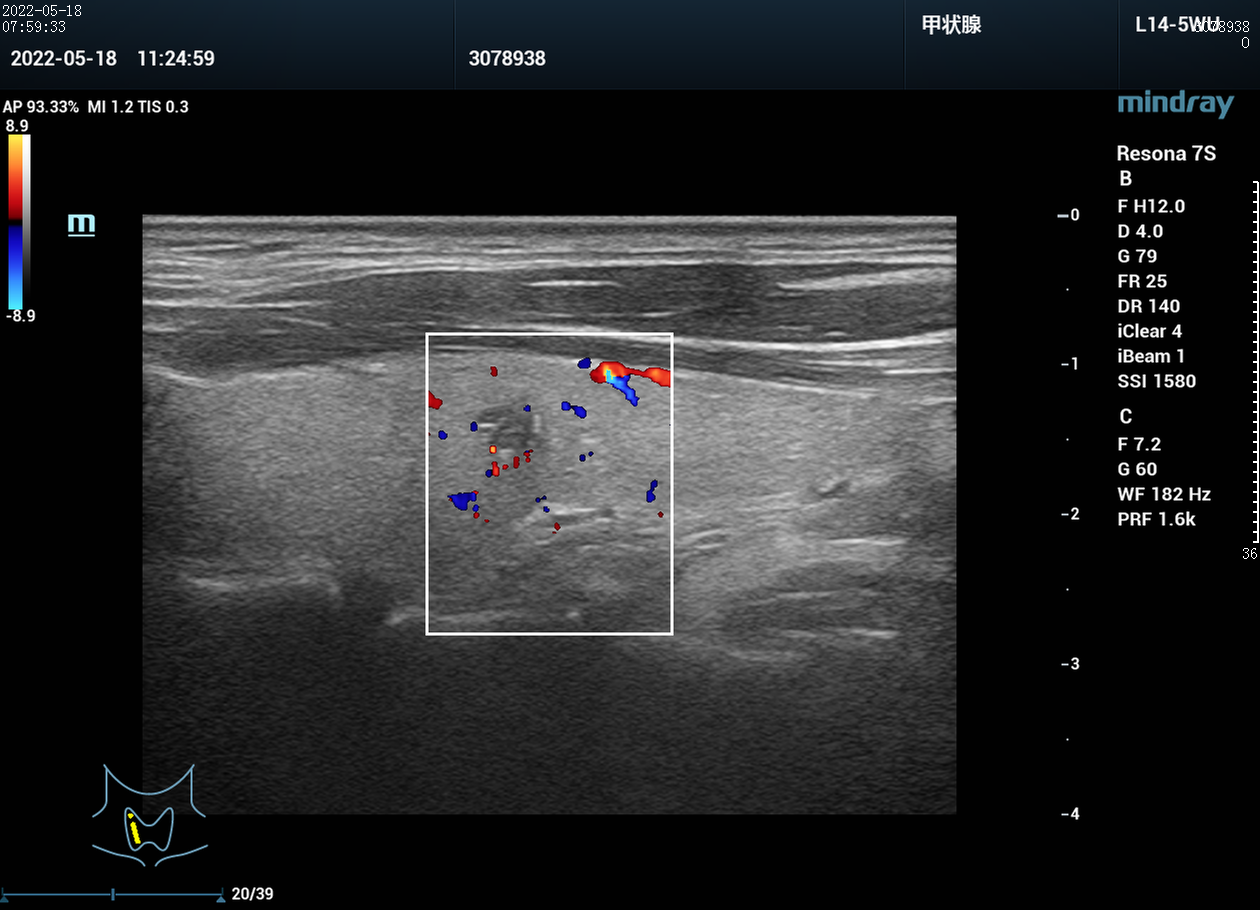 2022-05-18
07:59:33
甲状腺
L14-5WU
3078938
0
2022-05-18 11:24:59
3078938
AP 93.33% MI 1.2 TIS 0.3
8.9
-8.9
m
mindray
Resona 7S
B
F H12.0
D 4.0
G 79
FR 25
DR 140
iClear 4
iBeam 1
SSI 1580
C
F 7.2
G 60
WF 182 Hz
PRF 1.6k
0
-1
-2
-3
-4
36
20/39